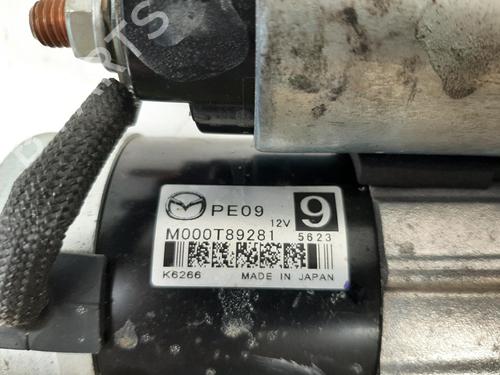 PE09
12V
9
M000T89281
5623
K6266
MADE IN JAPAN